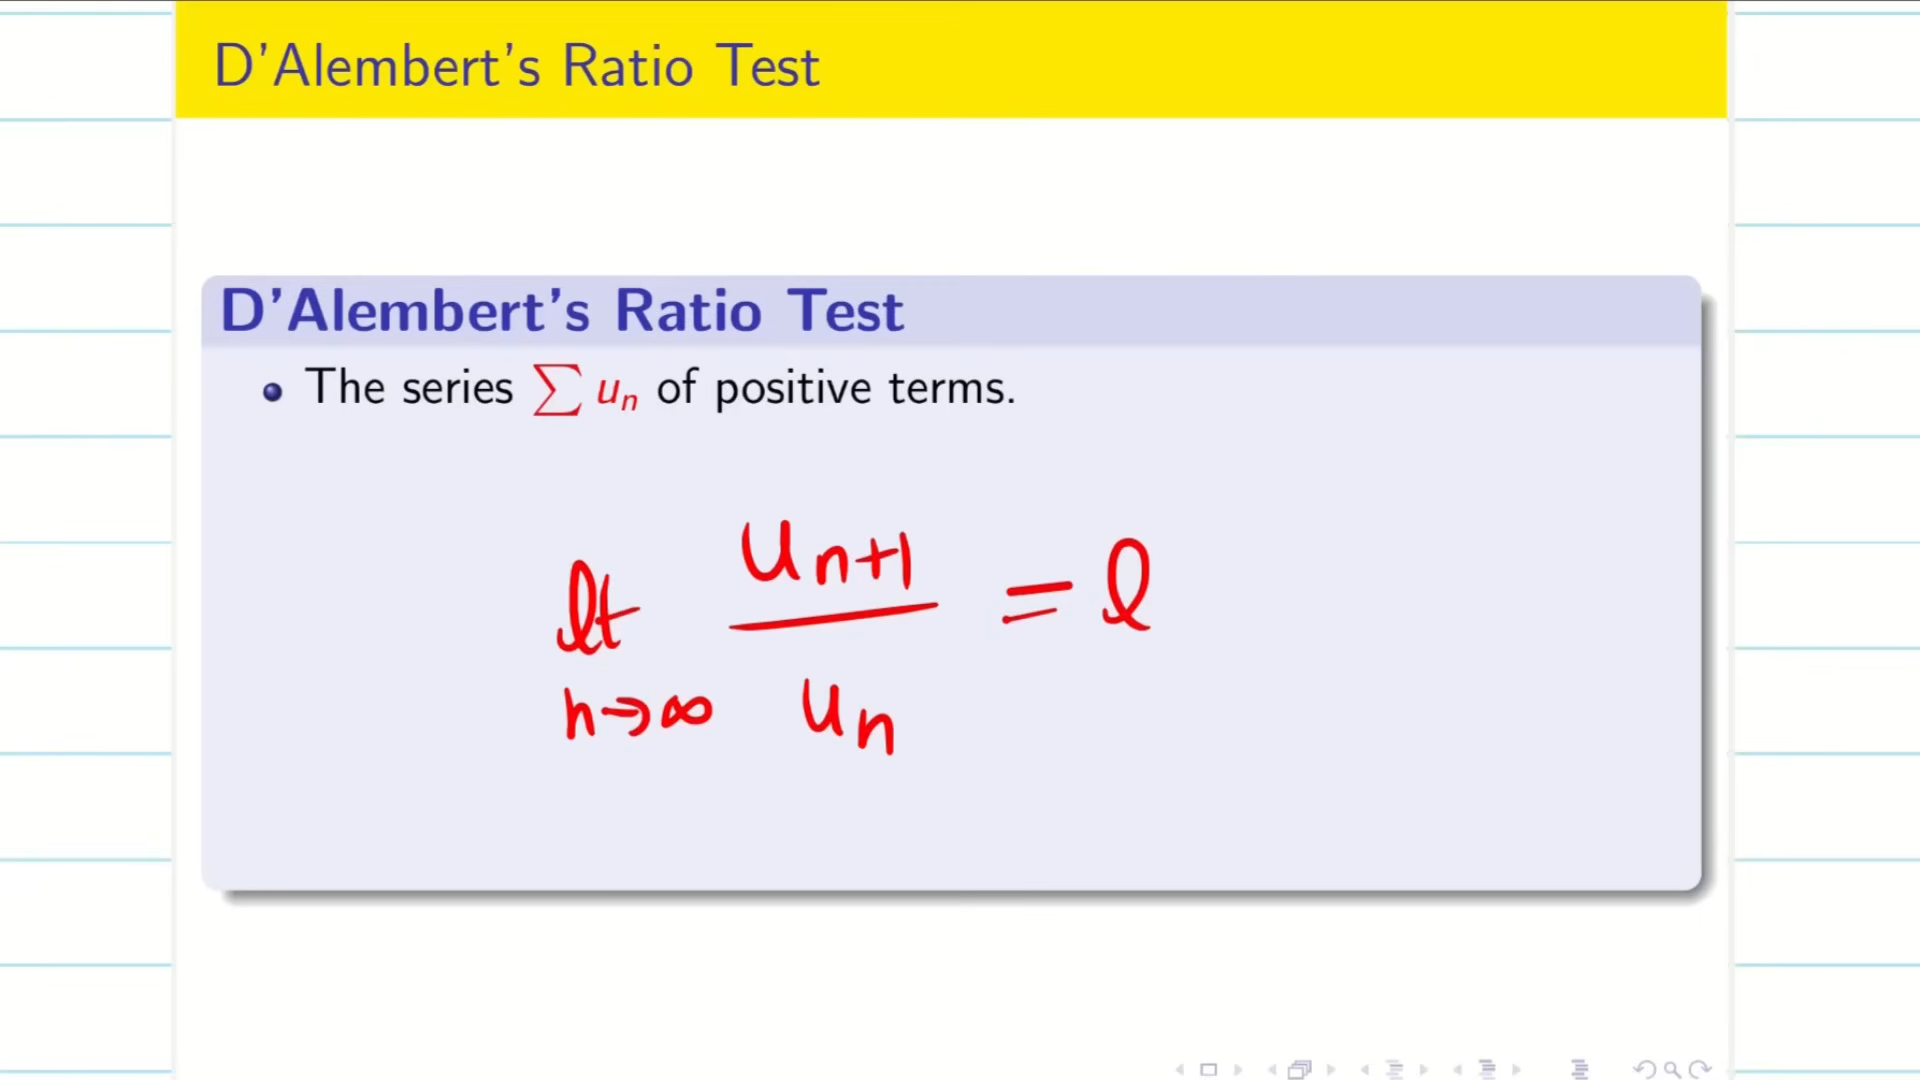 D'Alembert's Ratio Test
D'Alembert's Ratio Test
The series ∑ uₙ of positive terms.
lt uₙ₊₁ = l
n→∞ uₙ